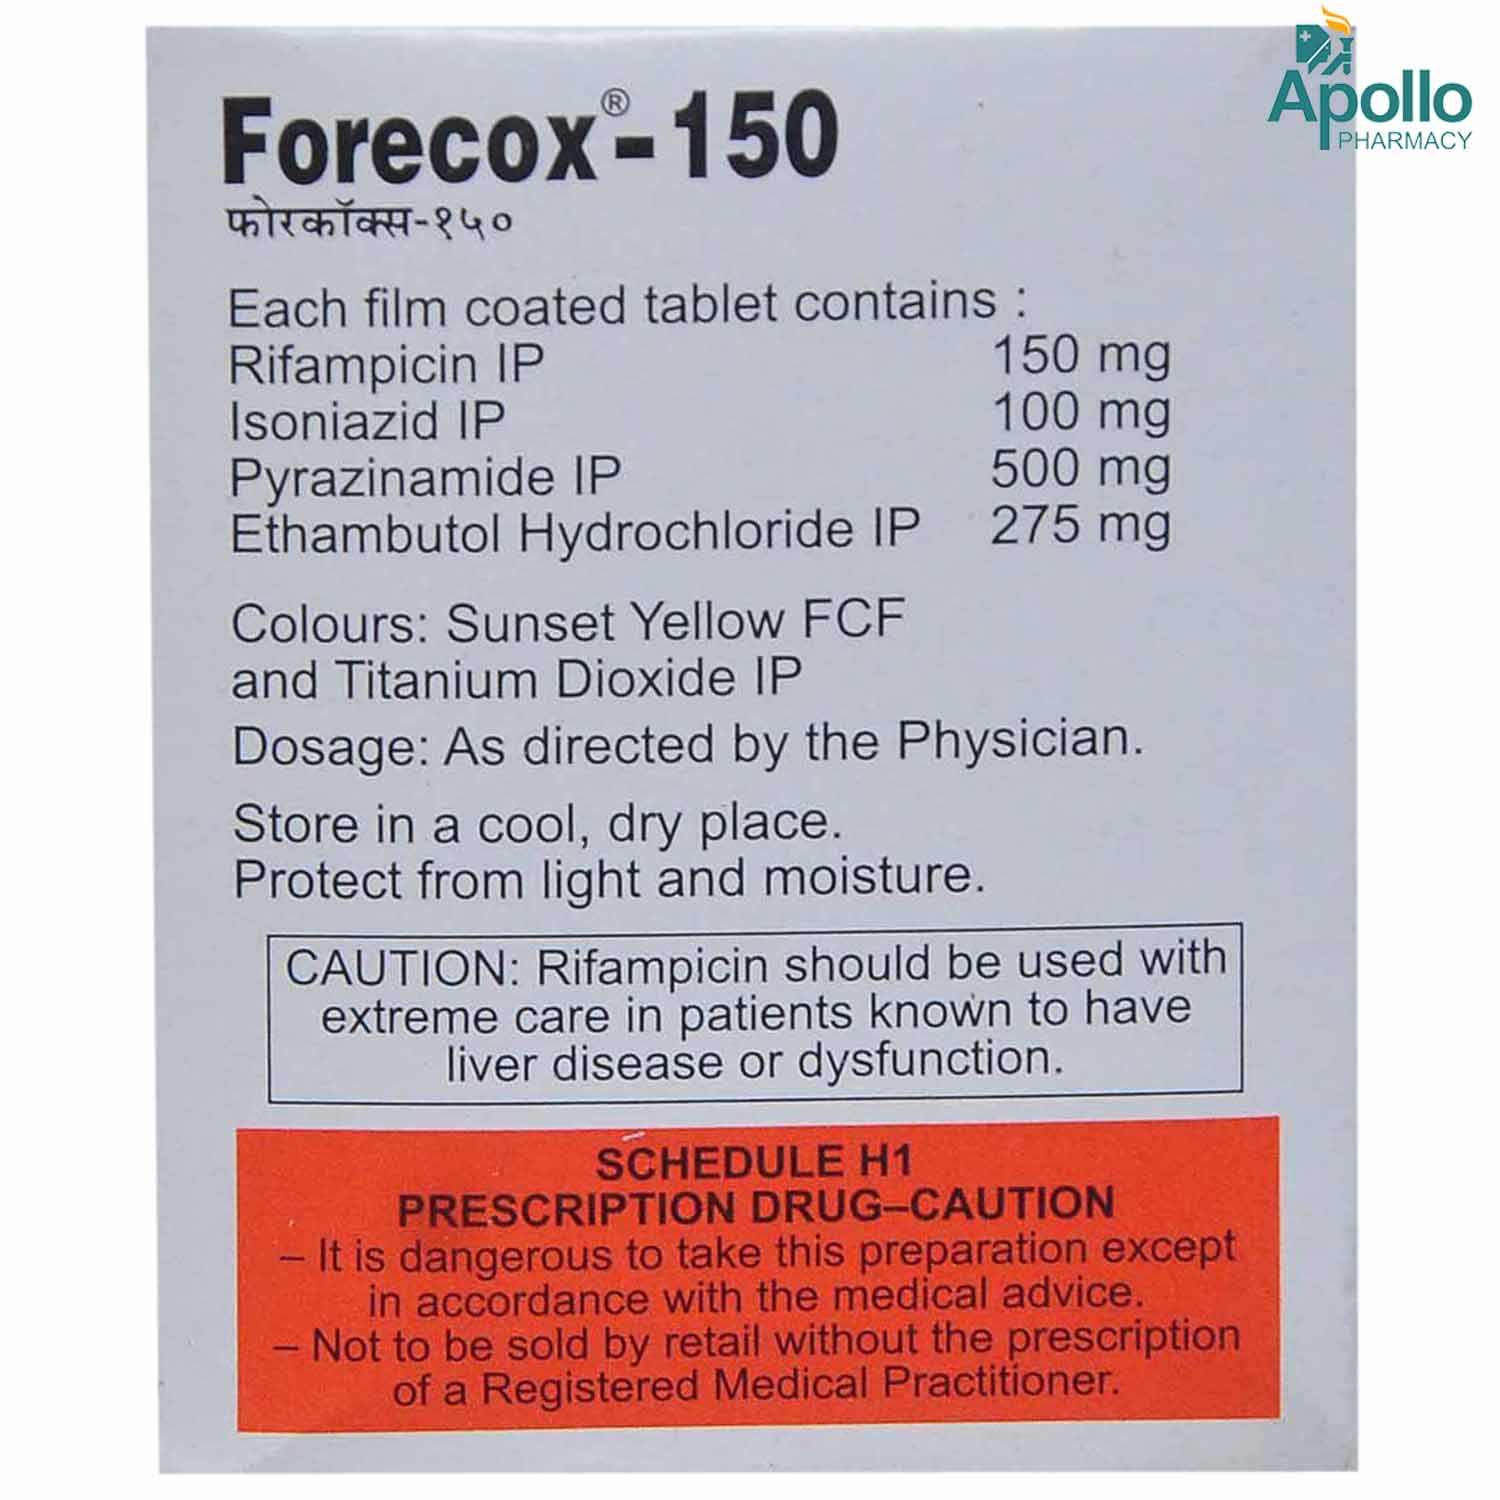 Apollo
PHARMACY
Forecox®-150
फोरकॉक्स-१५०
Each film coated tablet contains :
Rifampicin IP 150 mg
Isoniazid IP 100 mg
Pyrazinamide IP 500 mg
Ethambutol Hydrochloride IP 275 mg
Colours: Sunset Yellow FCF
and Titanium Dioxide IP
Dosage: As directed by the Physician.
Store in a cool, dry place.
Protect from light and moisture.
CAUTION: Rifampicin should be used with
extreme care in patients known to have
liver disease or dysfunction.
SCHEDULE H1
PRESCRIPTION DRUG–CAUTION
– It is dangerous to take this preparation except
in accordance with the medical advice.
– Not to be sold by retail without the prescription
of a Registered Medical Practitioner.